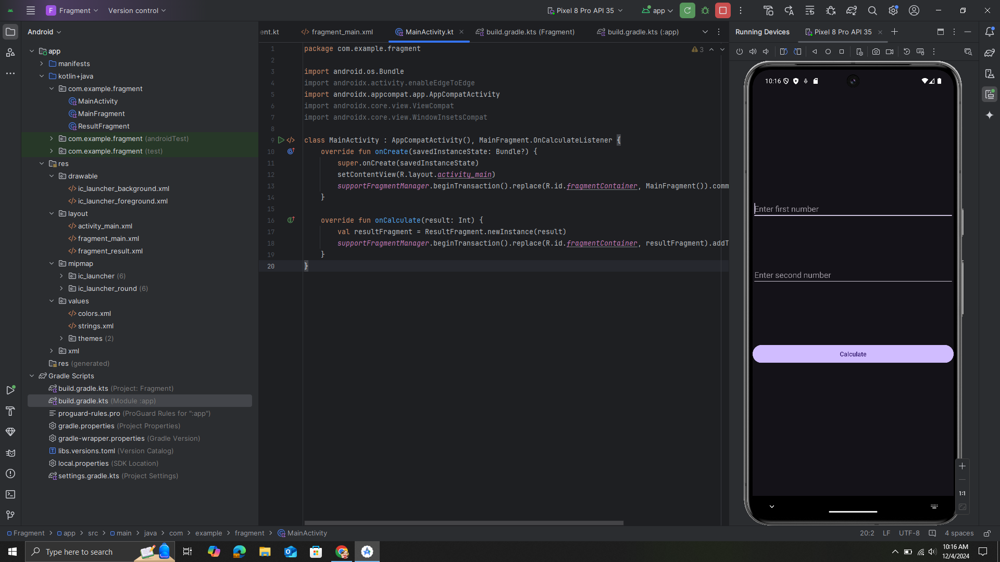 F Fragment Version control Pixel 8 Pro API 35 app
Android
app
manifests
kotlin+java
com.example.fragment
MainActivity
MainFragment
ResultFragment
com.example.fragment (androidTest)
com.example.fragment (test)
res
drawable
ic_launcher_background.xml
ic_launcher_foreground.xml
layout
activity_main.xml
fragment_main.xml
fragment_result.xml
mipmap
ic_launcher (6)
ic_launcher_round (6)
values
colors.xml
strings.xml
themes (2)
xml
res (generated)
Gradle Scripts
build.gradle.kts (Project: Fragment)
build.gradle.kts (Module :app)
proguard-rules.pro (ProGuard Rules for ":app")
gradle.properties (Project Properties)
gradle-wrapper.properties (Gradle Version)
libs.versions.toml (Version Catalog)
local.properties (SDK Location)
settings.gradle.kts (Project Settings)
ent.kt fragment_main.xml MainActivity.kt build.gradle.kts (Fragment) build.gradle.kts (:app)
3
1 package com.example.fragment
2
3 import android.os.Bundle
4 import androidx.activity.enableEdgeToEdge
5 import androidx.appcompat.app.AppCompatActivity
6 import androidx.core.view.ViewCompat
7 import androidx.core.view.WindowInsetsCompat
8
9 class MainActivity : AppCompatActivity(), MainFragment.OnCalculateListener {
10 override fun onCreate(savedInstanceState: Bundle?) {
11 super.onCreate(savedInstanceState)
12 setContentView(R.layout.activity_main)
13 supportFragmentManager.beginTransaction().replace(R.id.fragmentContainer, MainFragment()).comm
14 }
15
16 override fun onCalculate(result: Int) {
17 val resultFragment = ResultFragment.newInstance(result)
18 supportFragmentManager.beginTransaction().replace(R.id.fragmentContainer, resultFragment).addT
19 }
20 }
Running Devices Pixel 8 Pro API 35
10:16
Enter first number
Enter second number
Calculate
1:1
Fragment > app > src > main > java > com > example > fragment > MainActivity
20:2 LF UTF-8 4 spaces
Type here to search
10:16 AM
12/4/2024